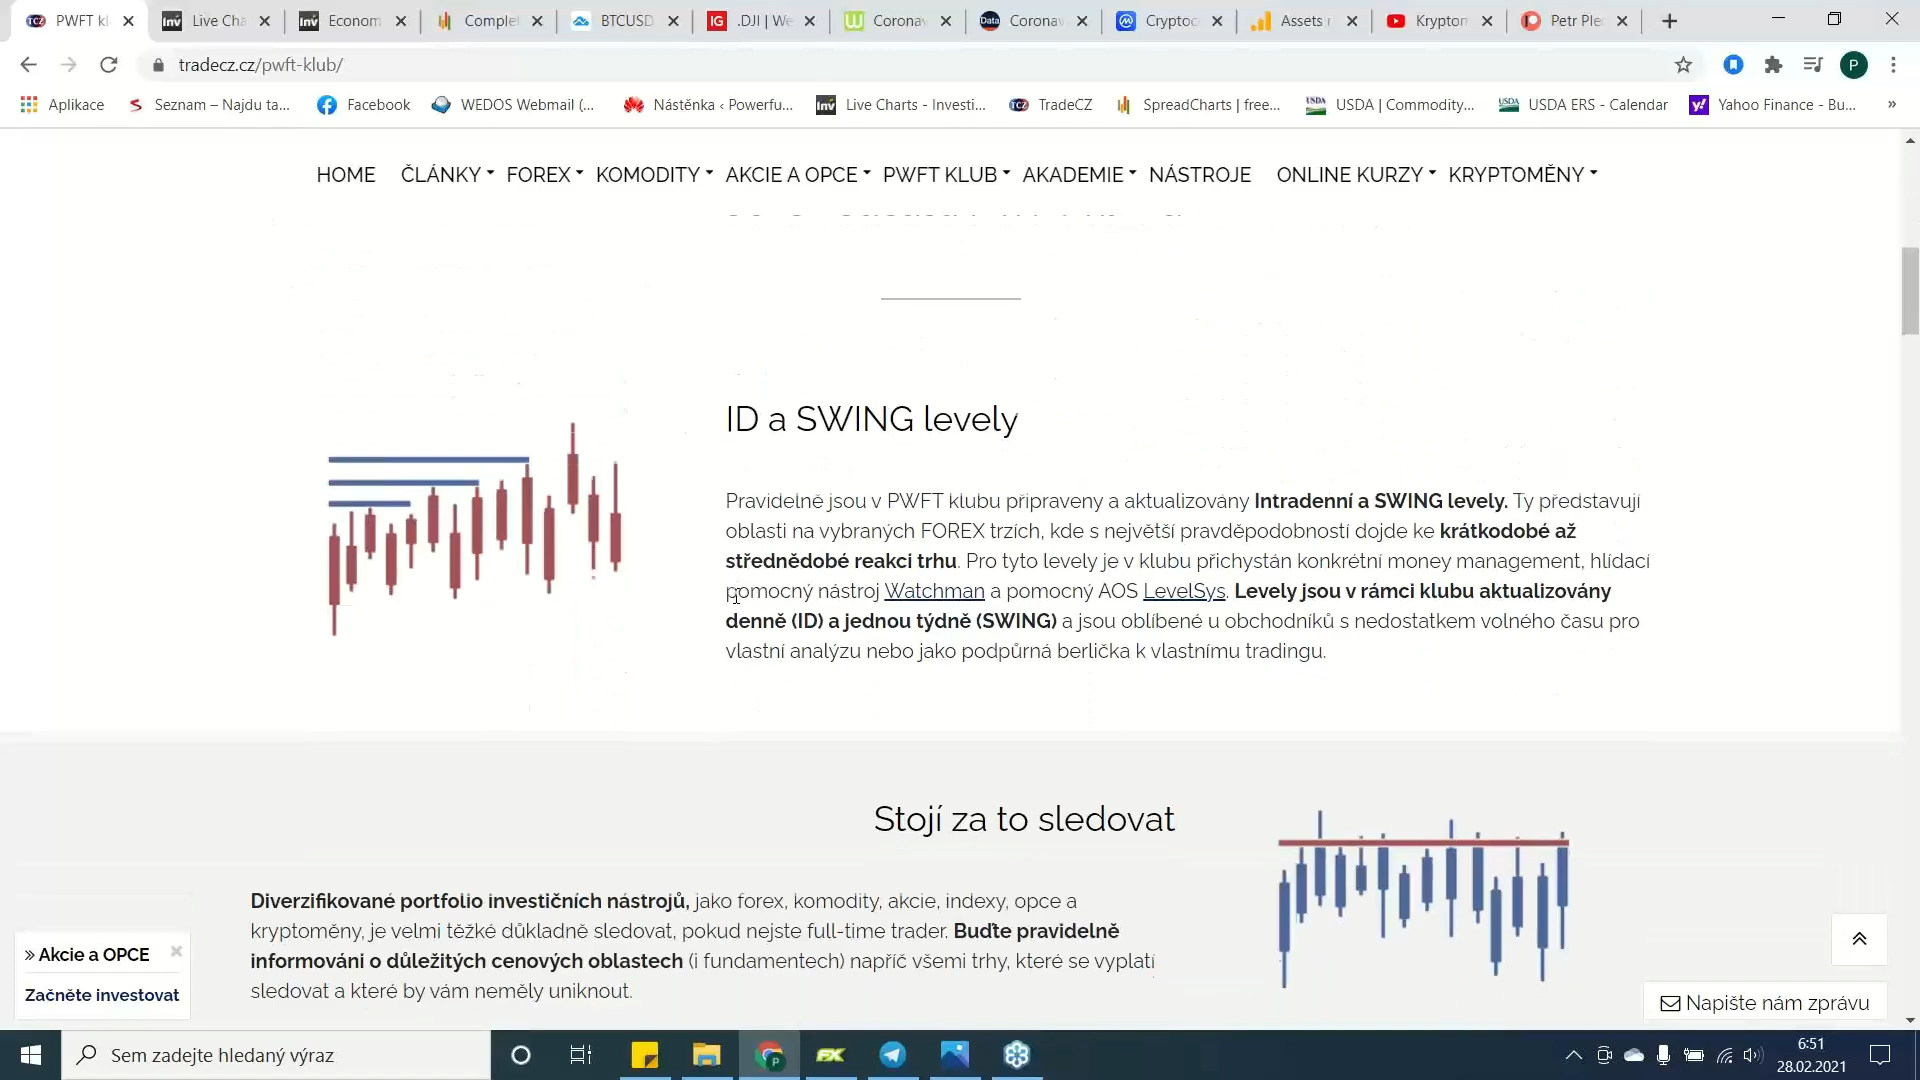 PWFT kl
Live Cha
Econom
Complet
BTCUSD
.DJI | We
Coronav
Coronav
Cryptoc
Assets r
Krypton
Petr Ple
tradecz.cz/pwft-klub/
P
Aplikace
Seznam – Najdu ta...
Facebook
WEDOS Webmail (...
Nástěnka ‹ Powerfu...
Live Charts - Investi...
TradeCZ
SpreadCharts | free...
USDA | Commodity...
USDA ERS - Calendar
Yahoo Finance - Bu...
»
HOME ČLÁNKY FOREX KOMODITY AKCIE A OPCE PWFT KLUB AKADEMIE NÁSTROJE ONLINE KURZY KRYPTOMĚNY
ID a SWING levely
Pravidelně jsou v PWFT klubu připraveny a aktualizovány Intradenní a SWING levely. Ty představují
oblasti na vybraných FOREX trzích, kde s největší pravděpodobností dojde ke krátkodobé až
střednědobé reakci trhu. Pro tyto levely je v klubu přichystán konkrétní money management, hlídací
pomocný nástroj Watchman a pomocný AOS LevelSys. Levely jsou v rámci klubu aktualizovány
denně (ID) a jednou týdně (SWING) a jsou oblíbené u obchodníků s nedostatkem volného času pro
vlastní analýzu nebo jako podpůrná berlička k vlastnímu tradingu.
Stojí za to sledovat
Diverzifikované portfolio investičních nástrojů, jako forex, komodity, akcie, indexy, opce a
kryptoměny, je velmi těžké důkladně sledovat, pokud nejste full-time trader. Buďte pravidelně
informováni o důležitých cenových oblastech (i fundamentech) napříč všemi trhy, které se vyplatí
sledovat a které by vám neměly uniknout.
» Akcie a OPCE
Začněte investovat
Napište nám zprávu
Sem zadejte hledaný výraz
6:51
28.02.2021